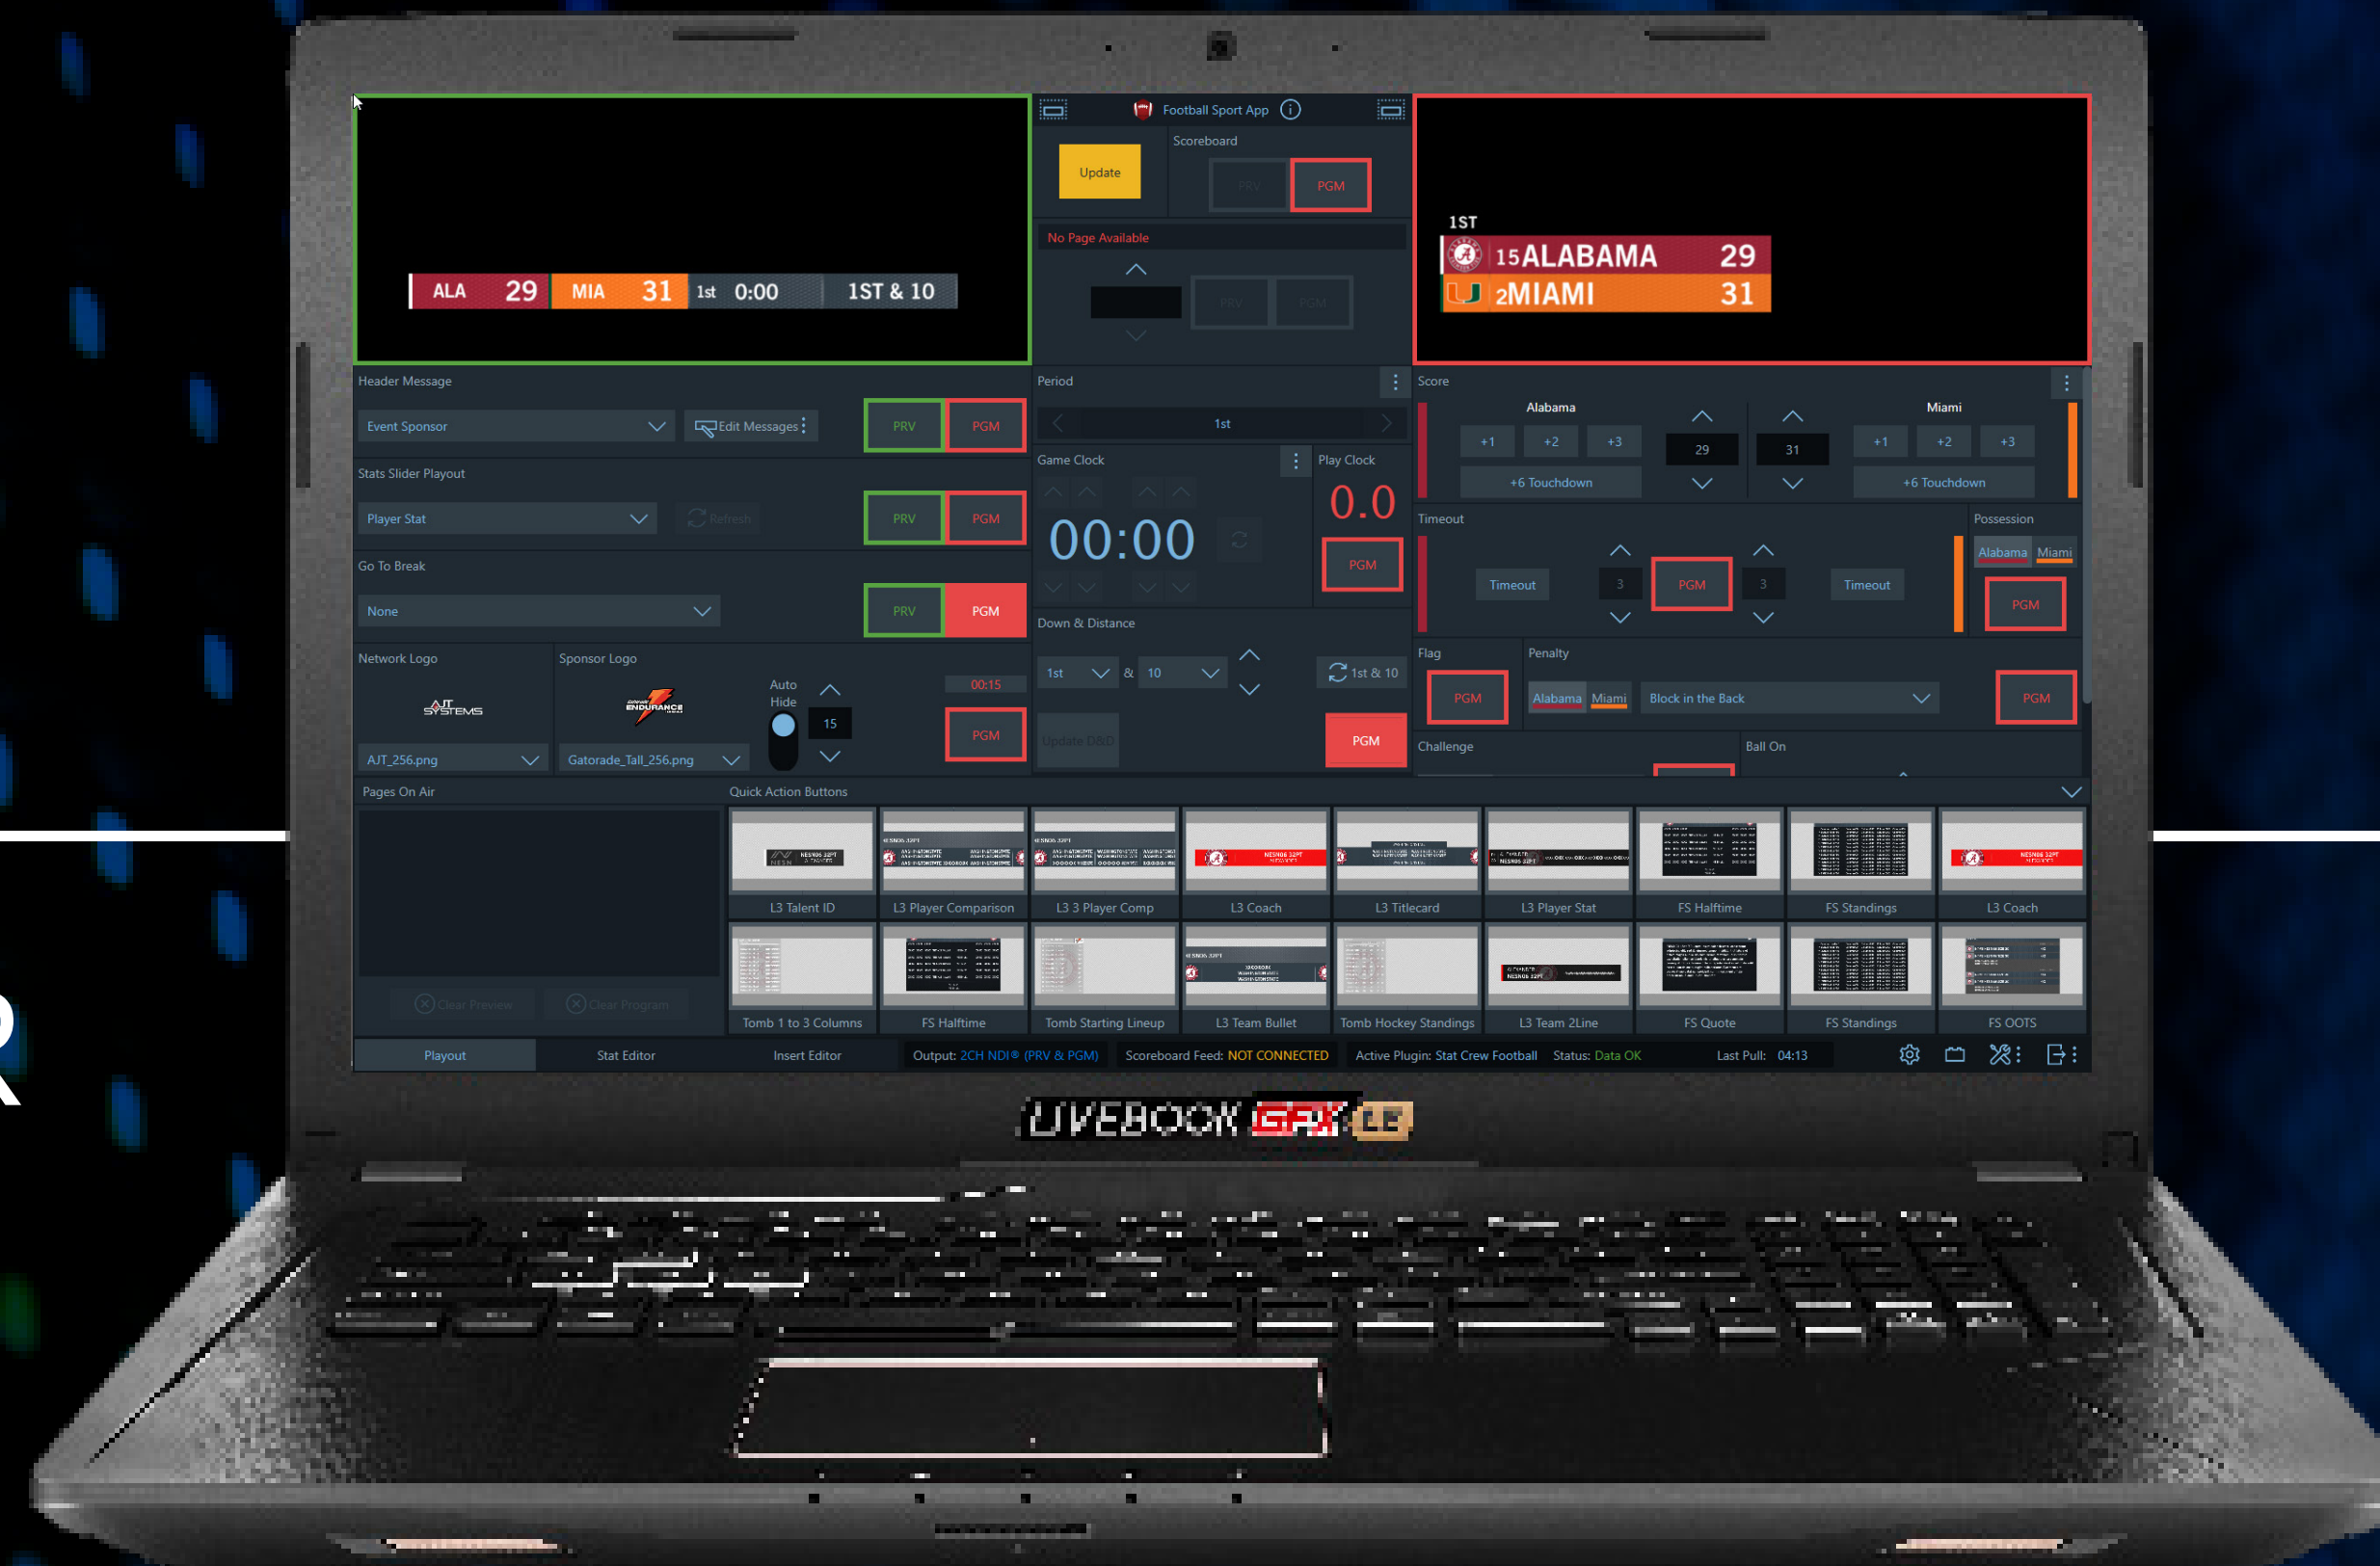 Football Sport App
Update
Scoreboard
PRV
PGM
No Page Available
PRV
PGM
ALA 29 MIA 31 1st 0:00 1ST & 10
1ST
15 ALABAMA 29
2 MIAMI 31
Header Message
Event Sponsor
Edit Messages
PRV
PGM
Stats Slider Playout
Player Stat
Refresh
PRV
PGM
Go To Break
None
PRV
PGM
Network Logo
Sponsor Logo
AJT
SYSTEMS
ENDURANCE
Auto
Hide
15
00:15
PGM
AJT_256.png
Gatorade_Tall_256.png
Period
1st
Game Clock
00:00
Play Clock
0.0
PGM
Down & Distance
1st & 10
1st & 10
Update D&D
PGM
Score
Alabama
Miami
+1 +2 +3
29
31
+1 +2 +3
+6 Touchdown
+6 Touchdown
Timeout
Timeout
3
PGM
3
Timeout
Possession
Alabama Miami
PGM
Flag
PGM
Penalty
Alabama Miami
Block in the Back
PGM
Challenge
Ball On
Pages On Air
Clear Preview
Clear Program
Quick Action Buttons
L3 Talent ID
L3 Player Comparison
L3 3 Player Comp
L3 Coach
L3 Titlecard
L3 Player Stat
FS Halftime
FS Standings
L3 Coach
Tomb 1 to 3 Columns
FS Halftime
Tomb Starting Lineup
L3 Team Bullet
Tomb Hockey Standings
L3 Team 2Line
FS Quote
FS Standings
FS OOTS
Playout
Stat Editor
Insert Editor
Output: 2CH NDI® (PRV & PGM)
Scoreboard Feed: NOT CONNECTED
Active Plugin: Stat Crew Football
Status: Data OK
Last Pull: 04:13
LIVEBOOK GFX LE
R